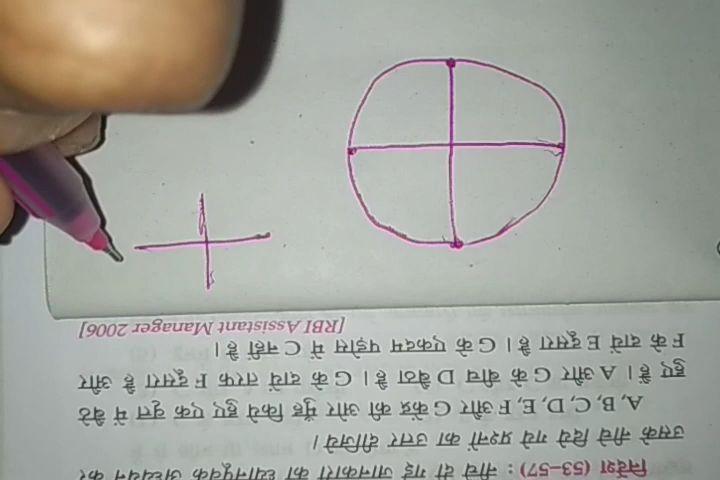 निर्देश (53-57) : नीचे दी गई जानकारी का ध्यानपूर्वक अध्ययन कर
उसके नीचे दिये गये प्रश्नों का उत्तर दीजिये।
A, B, C, D, E, F और G केंद्र की ओर मुँह किये हुए एक वृत्त में बैठे
हुए हैं। A और G के बीच D बैठा है। G के दायें तरफ F दूसरा है और
F के दायें E दूसरा है। G के एकदम पड़ोस में C नहीं है।
[RBI Assistant Manager 2006]